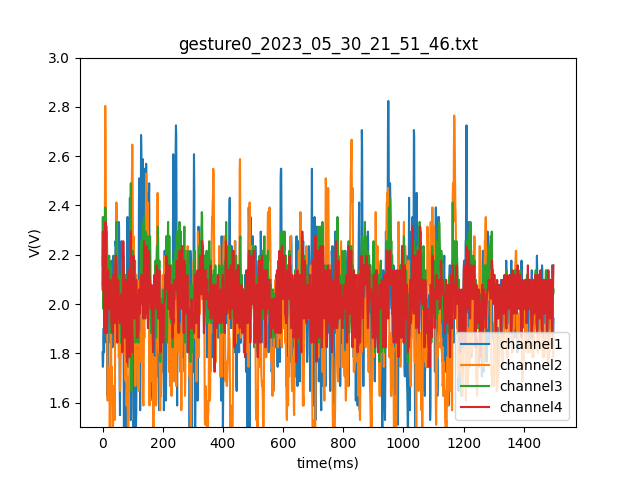 gesture0_2023_05_30_21_51_46.txt
3.0
2.8
2.6
2.4
2.2
2.0
1.8
1.6
V(V)
channel1
channel2
channel3
channel4
0 200 400 600 800 1000 1200 1400
time(ms)